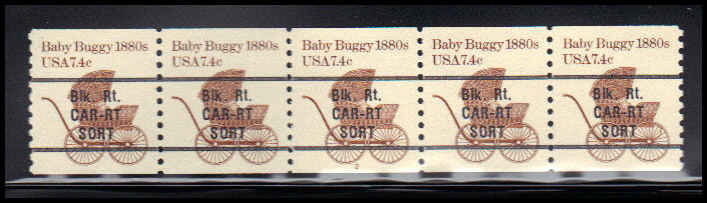 Baby Buggy 1880s Baby Buggy 1880s Baby Buggy 1880s Baby Buggy 1880s Baby Buggy 1880s
USA7.4c USA7.4c USA7.4c USA7.4c USA7.4c
Blk. Rt. Blk. Rt. Blk. Rt. Blk. Rt. Blk. Rt.
CAR-RT CAR-RT CAR-RT CAR-RT CAR-RT
SORT SORT SORT SORT SORT
2